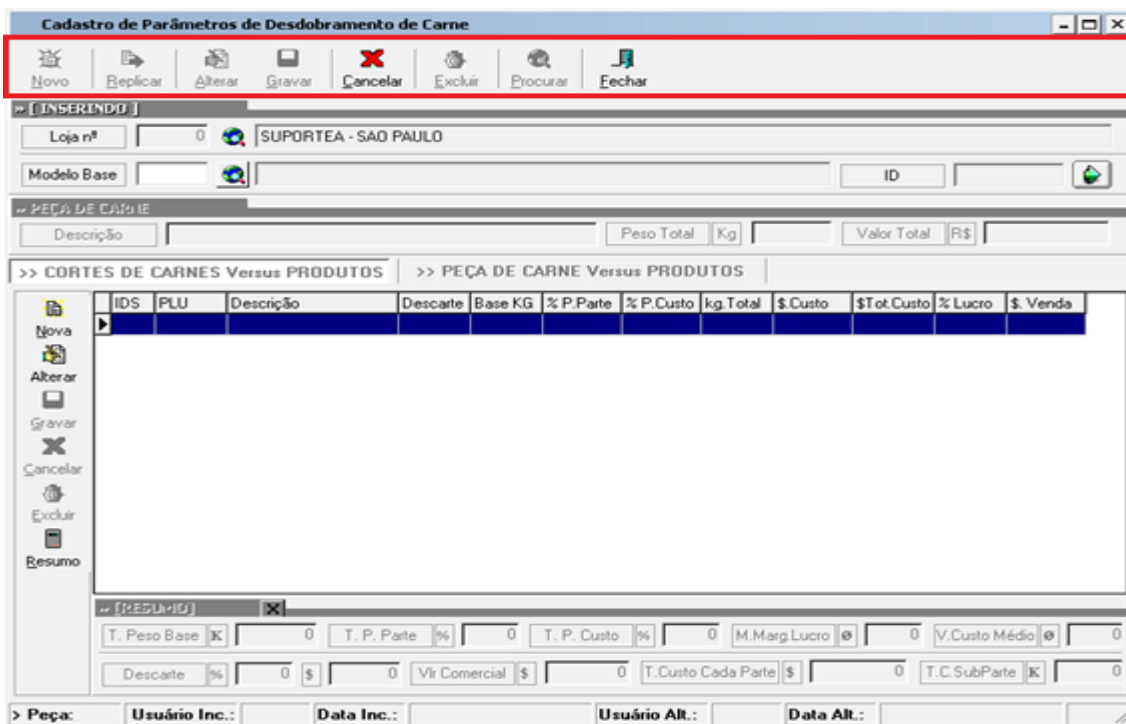 Cadastro de Parâmetros de Desdobramento de Carne
Novo Replicar Alterar Gravar Cancelar Excluir Procurar Fechar
» [ INSERINDO ]
Loja nº 0 SUPORTEA - SAO PAULO
Modelo Base ID
» PEÇA DE CARNE
Descrição Peso Total Kg Valor Total R$
>> CORTES DE CARNES Versus PRODUTOS >> PEÇA DE CARNE Versus PRODUTOS
IDS PLU Descrição Descarte Base KG % P.Parte % P.Custo kg.Total $.Custo $Tot.Custo % Lucro $. Venda
Nova
Alterar
Gravar
Cancelar
Excluir
Resumo
» [RESUMO]
T. Peso Base K 0 T. P. Parte % 0 T. P. Custo % 0 M.Marg.Lucro ø 0 V.Custo Médio ø 0
Descarte % 0 $ 0 Vlr Comercial $ 0 T.Custo Cada Parte $ 0 T.C.SubParte K 0
> Peça: Usuário Inc.: Data Inc.: Usuário Alt.: Data Alt.: